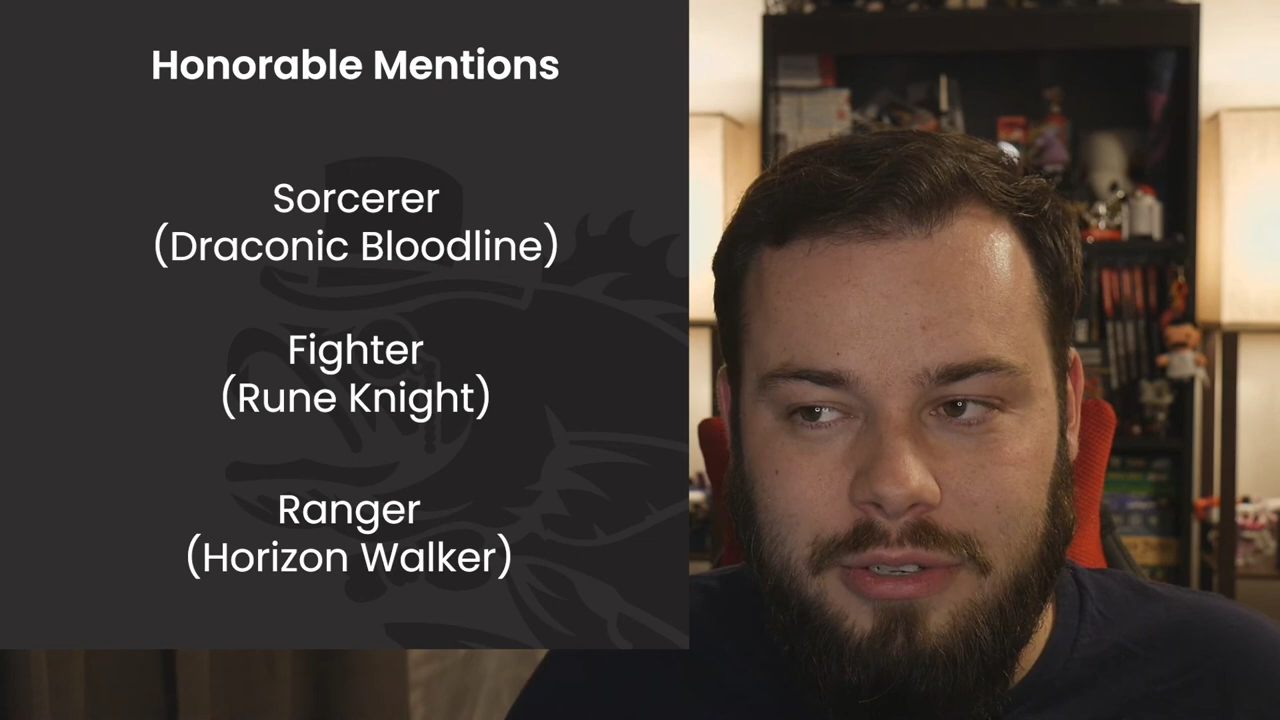 Honorable Mentions
Sorcerer
(Draconic Bloodline)
Fighter
(Rune Knight)
Ranger
(Horizon Walker)